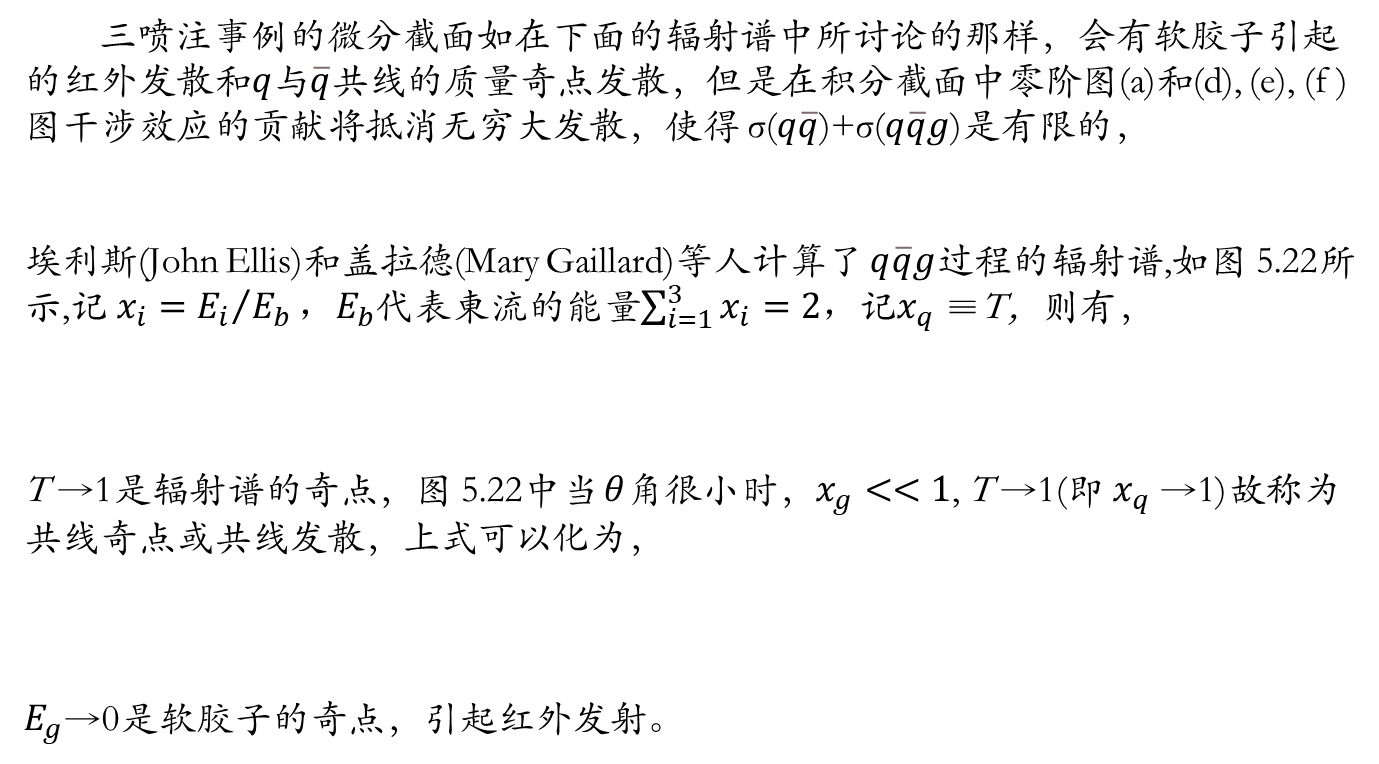 三喷注事例的微分截面如在下面的辐射谱中所讨论的那样，会有软胶子引起
的红外发散和q与q̄共线的质量奇点发散，但是在积分截面中零阶图(a)和(d), (e), (f )
图干涉效应的贡献将抵消无穷大发散，使得 σ(qq̄)+σ(qq̄g)是有限的，
埃利斯(John Ellis)和盖拉德(Mary Gaillard)等人计算了 qq̄g过程的辐射谱,如图 5.22所
示,记 x_i = E_i/E_b ，E_b代表束流的能量∑_{i=1}^{3} x_i = 2，记x_q ≡ T，则有，
T→1是辐射谱的奇点，图 5.22中当θ角很小时，x_g << 1, T→1(即 x_q →1)故称为
共线奇点或共线发散，上式可以化为，
E_g→0是软胶子的奇点，引起红外发射。